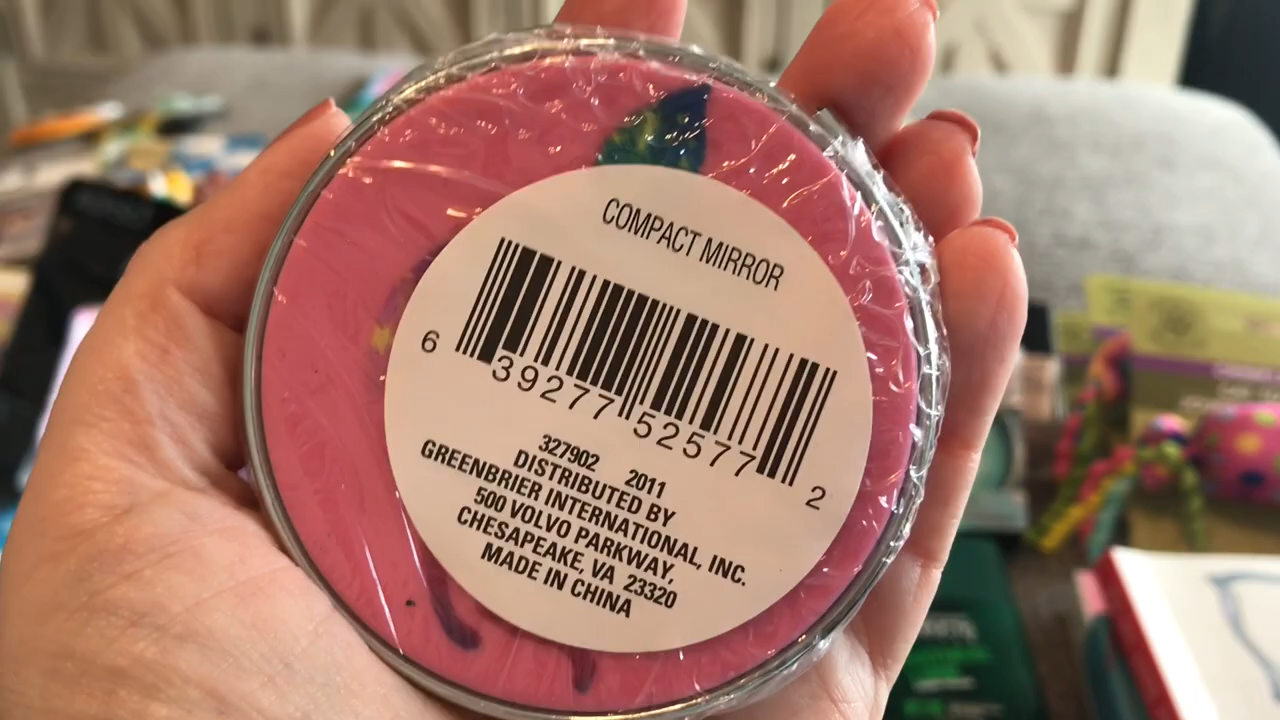 COMPACT MIRROR
6 39277 52577 2
327902 2011
DISTRIBUTED BY
GREENBRIER INTERNATIONAL, INC.
500 VOLVO PARKWAY,
CHESAPEAKE, VA 23320
MADE IN CHINA